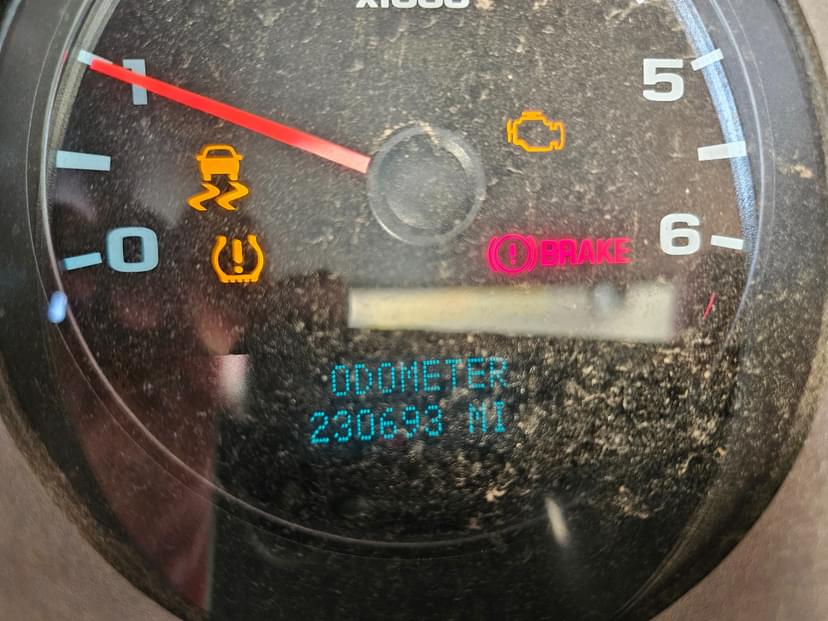 x1000
1
5
0
6
BRAKE
ODOMETER
230693 MI